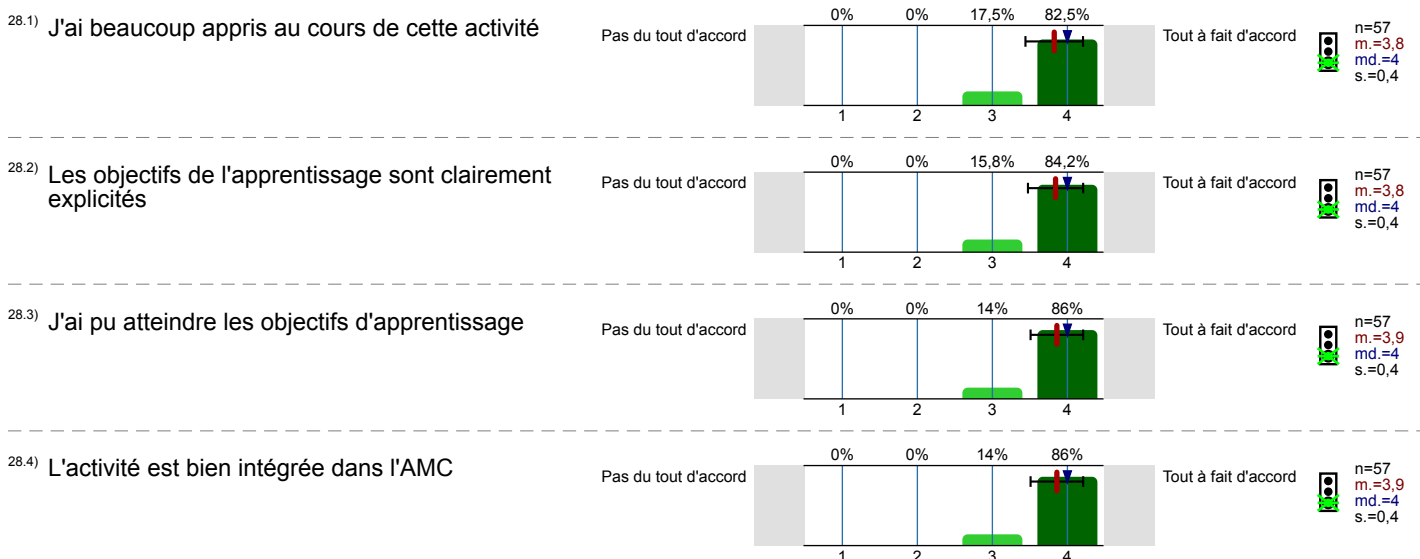 28.1) J'ai beaucoup appris au cours de cette activité
Pas du tout d'accord
0% 0% 17,5% 82,5%
1 2 3 4
Tout à fait d'accord
n=57
m.=3,8
md.=4
s.=0,4
28.2) Les objectifs de l'apprentissage sont clairement
explicités
Pas du tout d'accord
0% 0% 15,8% 84,2%
1 2 3 4
Tout à fait d'accord
n=57
m.=3,8
md.=4
s.=0,4
28.3) J'ai pu atteindre les objectifs d'apprentissage
Pas du tout d'accord
0% 0% 14% 86%
1 2 3 4
Tout à fait d'accord
n=57
m.=3,9
md.=4
s.=0,4
28.4) L'activité est bien intégrée dans l'AMC
Pas du tout d'accord
0% 0% 14% 86%
1 2 3 4
Tout à fait d'accord
n=57
m.=3,9
md.=4
s.=0,4